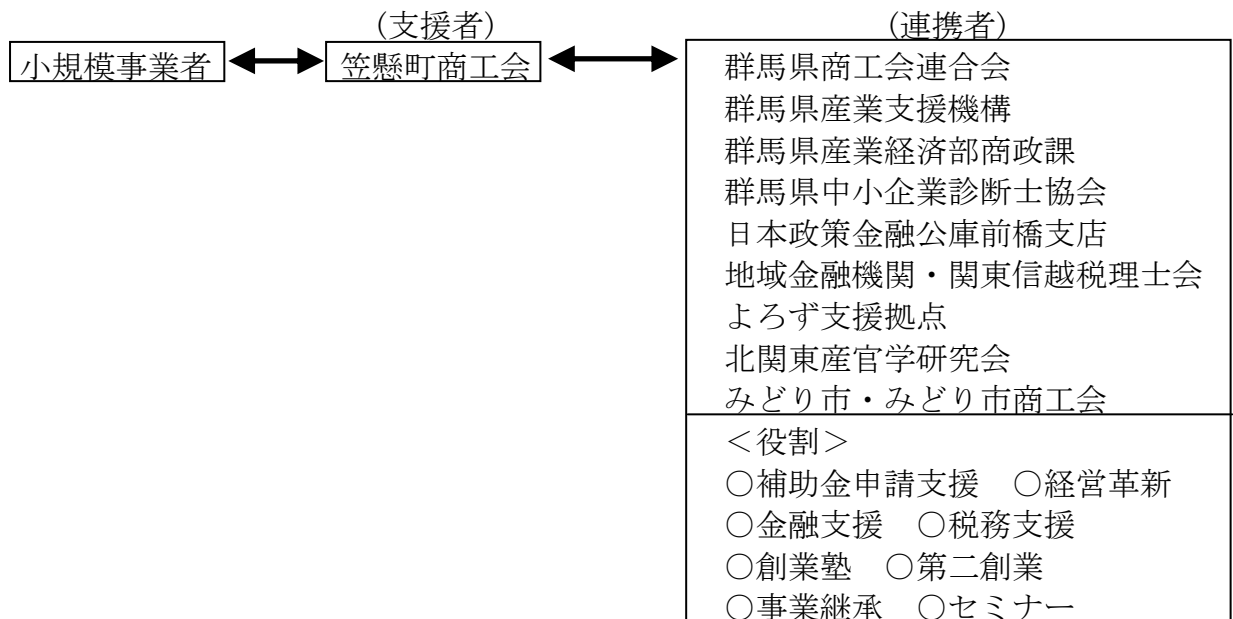 (支援者)
(連携者)
小規模事業者
笠懸町商工会
群馬県商工会連合会
群馬県産業支援機構
群馬県産業経済部商政課
群馬県中小企業診断士協会
日本政策金融公庫前橋支店
地域金融機関・関東信越税理士会
よろず支援拠点
北関東産官学研究会
みどり市・みどり市商工会
＜役割＞
○補助金申請支援　○経営革新
○金融支援　○税務支援
○創業塾　○第二創業
○事業継承　○セミナー